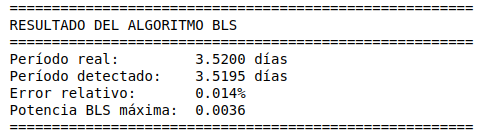 =======================================================
RESULTADO DEL ALGORITMO BLS
=======================================================
Período real:         3.5200 días
Período detectado:    3.5195 días
Error relativo:       0.014%
Potencia BLS máxima:  0.0036
=======================================================